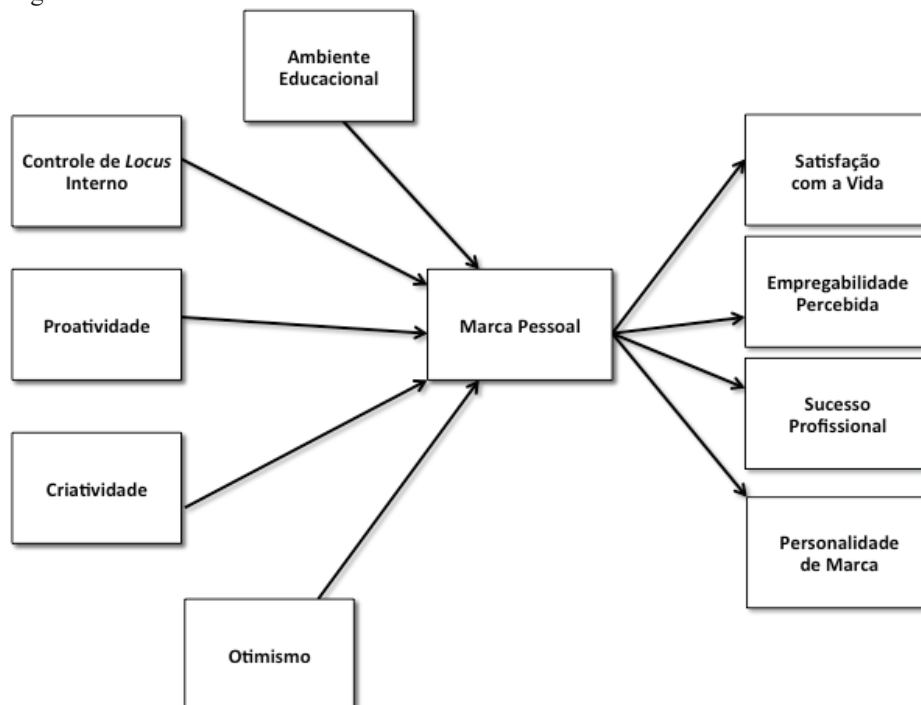 Ambiente
Educacional
Controle de Locus
Interno
Satisfação
com a Vida
Proatividade
Marca Pessoal
Empregabilidade
Percebida
Sucesso
Profissional
Criatividade
Personalidade
de Marca
Otimismo